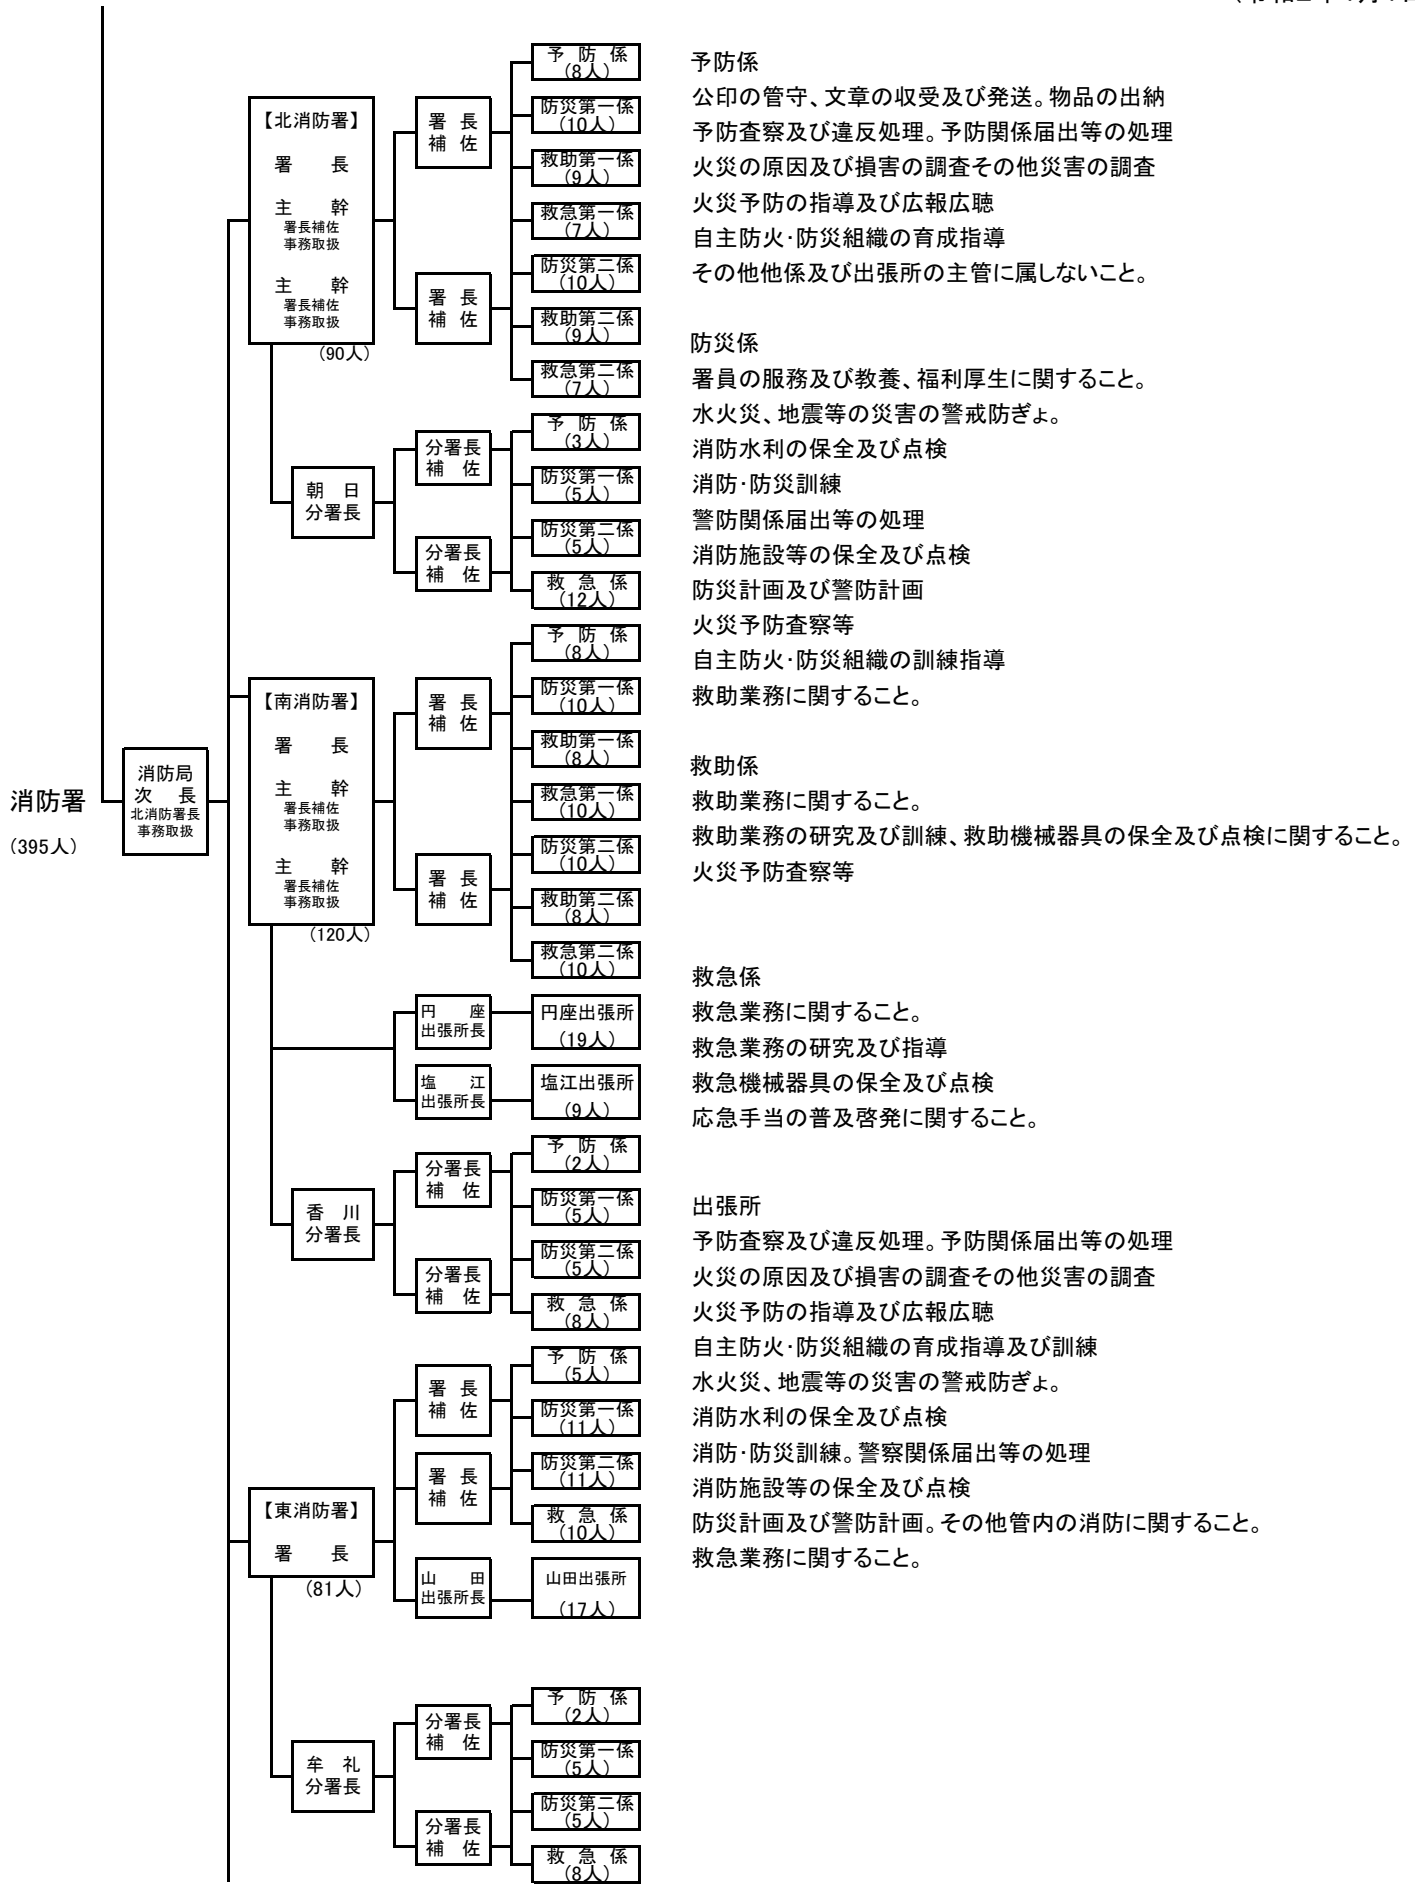 消防署
(395人)
消防局
次　長
北消防署長
事務取扱
【北消防署】
署　　長
主　　幹
署長補佐
事務取扱
主　　幹
署長補佐
事務取扱
(90人)
署 長
補 佐
署 長
補 佐
予 防 係
(8人)
防災第一係
(10人)
救助第一係
(9人)
救急第一係
(7人)
防災第二係
(10人)
救助第二係
(9人)
救急第二係
(7人)
朝　日
分署長
分署長
補　佐
分署長
補　佐
予 防 係
(3人)
防災第一係
(5人)
防災第二係
(5人)
救 急 係
(12人)
【南消防署】
署　　長
主　　幹
署長補佐
事務取扱
主　　幹
署長補佐
事務取扱
(120人)
署 長
補 佐
署 長
補 佐
予 防 係
(8人)
防災第一係
(10人)
救助第一係
(8人)
救急第一係
(10人)
防災第二係
(10人)
救助第二係
(8人)
救急第二係
(10人)
円　　座
出張所長
円座出張所
(19人)
塩　　江
出張所長
塩江出張所
(9人)
香　川
分署長
分署長
補　佐
分署長
補　佐
予 防 係
(2人)
防災第一係
(5人)
防災第二係
(5人)
救 急 係
(8人)
【東消防署】
署　　長
(81人)
署 長
補 佐
署 長
補 佐
予 防 係
(5人)
防災第一係
(11人)
防災第二係
(11人)
救 急 係
(10人)
山　　田
出張所長
山田出張所
(17人)
牟　礼
分署長
分署長
補　佐
分署長
補　佐
予 防 係
(2人)
防災第一係
(5人)
防災第二係
(5人)
救 急 係
(8人)
予防係
公印の管守、文章の収受及び発送。物品の出納
予防査察及び違反処理。予防関係届出等の処理
火災の原因及び損害の調査その他災害の調査
火災予防の指導及び広報広聴
自主防火･防災組織の育成指導
その他他係及び出張所の主管に属しないこと。
防災係
署員の服務及び教養、福利厚生に関すること。
水火災、地震等の災害の警戒防ぎょ。
消防水利の保全及び点検
消防･防災訓練
警防関係届出等の処理
消防施設等の保全及び点検
防災計画及び警防計画
火災予防査察等
自主防火･防災組織の訓練指導
救助業務に関すること。
救助係
救助業務に関すること。
救助業務の研究及び訓練、救助機械器具の保全及び点検に関すること。
火災予防査察等
救急係
救急業務に関すること。
救急業務の研究及び指導
救急機械器具の保全及び点検
応急手当の普及啓発に関すること。
出張所
予防査察及び違反処理。予防関係届出等の処理
火災の原因及び損害の調査その他災害の調査
火災予防の指導及び広報広聴
自主防火･防災組織の育成指導及び訓練
水火災、地震等の災害の警戒防ぎょ。
消防水利の保全及び点検
消防･防災訓練。警察関係届出等の処理
消防施設等の保全及び点検
防災計画及び警防計画。その他管内の消防に関すること。
救急業務に関すること。